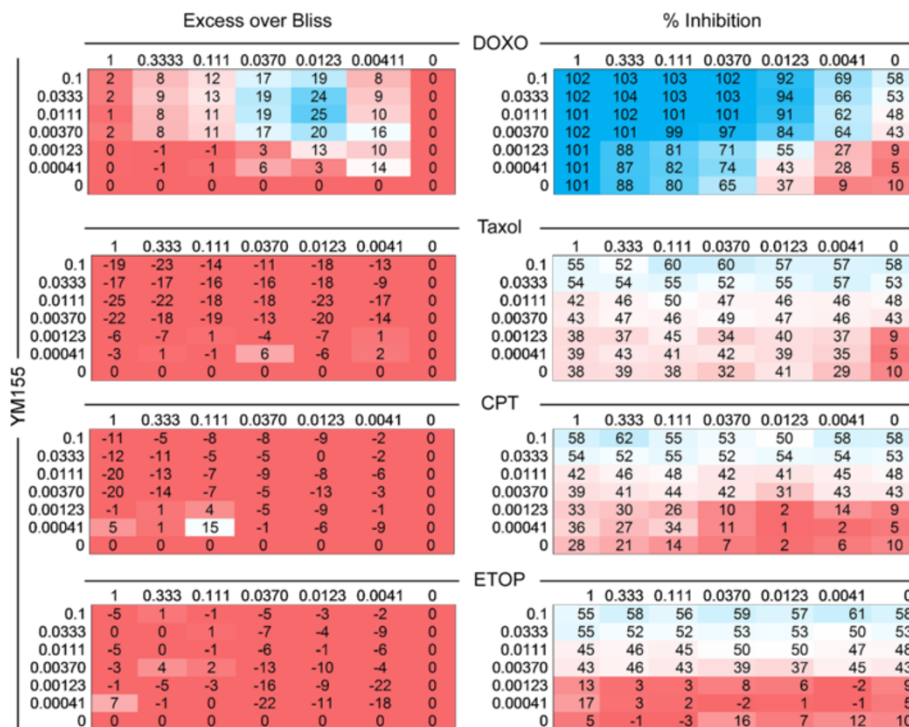 Excess over Bliss % Inhibition
DOXO
1 0.3333 0.111 0.0370 0.0123 0.00411 0 1 0.333 0.111 0.0370 0.0123 0.0041 0
0.1 2 8 12 17 19 8 0 0.1 102 103 103 102 92 69 58
0.0333 2 9 13 19 24 9 0 0.0333 102 104 103 103 94 66 53
0.0111 1 8 11 19 25 10 0 0.0111 101 102 101 101 91 62 48
0.00370 2 8 11 17 20 16 0 0.00370 102 101 99 97 84 64 43
0.00123 0 -1 -1 3 13 10 0 0.00123 101 88 81 71 55 27 9
0.00041 0 -1 1 6 3 14 0 0.00041 101 87 82 74 43 28 5
0 0 0 0 0 0 0 0 0 101 88 80 65 37 9 10
Taxol
1 0.333 0.111 0.0370 0.0123 0.0041 0 1 0.333 0.111 0.0370 0.0123 0.0041 0
0.1 -19 -23 -14 -11 -18 -13 0 0.1 55 52 60 60 57 57 58
0.0333 -17 -17 -16 -16 -18 -9 0 0.0333 54 54 55 52 55 57 53
0.0111 -25 -22 -18 -18 -23 -17 0 0.0111 42 46 50 47 46 46 48
0.00370 -22 -18 -19 -13 -20 -14 0 0.00370 43 47 46 49 47 46 43
0.00123 -6 -7 1 -4 -7 1 0 0.00123 38 37 45 34 40 37 9
0.00041 -3 1 -1 6 -6 2 0 0.00041 39 43 41 42 39 35 5
0 0 0 0 0 0 0 0 0 38 39 38 32 41 29 10
YM155
CPT
1 0.333 0.111 0.0370 0.0123 0.0041 0 1 0.333 0.111 0.0370 0.0123 0.0041 0
0.1 -11 -5 -8 -8 -9 -2 0 0.1 58 62 55 53 50 58 58
0.0333 -12 -11 -5 -5 0 -2 0 0.0333 54 52 55 52 54 54 53
0.0111 -20 -13 -7 -9 -8 -6 0 0.0111 42 46 48 42 41 45 48
0.00370 -20 -14 -7 -5 -13 -3 0 0.00370 39 41 44 42 31 43 43
0.00123 -1 1 4 -5 -9 -1 0 0.00123 33 30 26 10 2 14 9
0.00041 5 1 15 -1 -6 -9 0 0.00041 36 27 34 11 1 2 5
0 0 0 0 0 0 0 0 0 28 21 14 7 2 6 10
ETOP
1 0.333 0.111 0.0370 0.0123 0.0041 0 1 0.333 0.111 0.0370 0.0123 0.0041 0
0.1 -5 1 -1 -5 -3 -2 0 0.1 55 58 56 59 57 61 58
0.0333 0 0 1 -7 -4 -9 0 0.0333 55 52 52 53 53 50 53
0.0111 -5 0 -1 -6 -1 -6 0 0.0111 45 46 45 50 50 47 48
0.00370 -3 4 2 -13 -10 -4 0 0.00370 43 46 43 39 37 45 43
0.00123 -1 -5 -3 -16 -9 -22 0 0.00123 13 3 3 8 6 -2 9
0.00041 7 -1 0 -22 -11 -18 0 0.00041 17 3 2 -2 1 -1 5
0 0 0 0 0 0 0 0 0 5 -1 -3 16 7 12 10